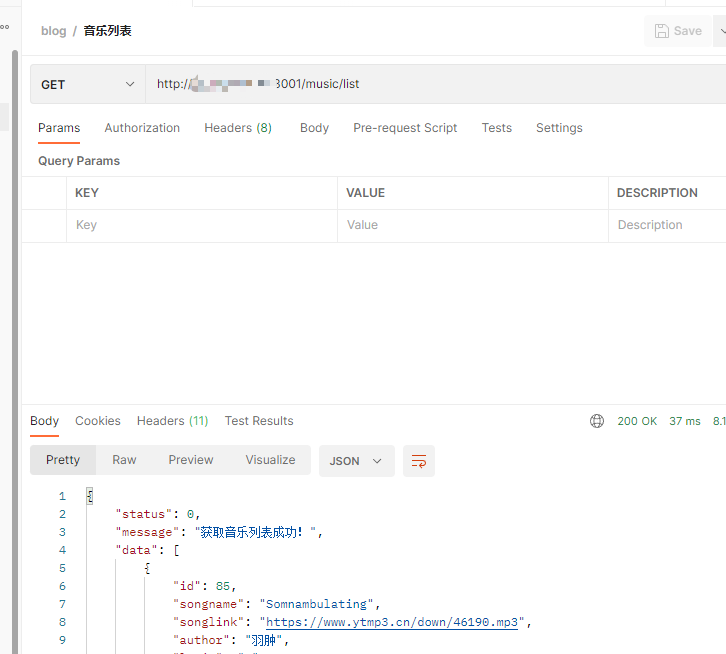 blog / 音乐列表
Save
GET
http://
3001/music/list
Params Authorization Headers (8) Body Pre-request Script Tests Settings
Query Params
KEY VALUE DESCRIPTION
Key Value Description
Body Cookies Headers (11) Test Results 200 OK 37 ms 8.1
Pretty Raw Preview Visualize JSON
1 {
2 "status": 0,
3 "message": "获取音乐列表成功！",
4 "data": [
5 {
6 "id": 85,
7 "songname": "Somnambulating",
8 "songlink": "https://www.ytmp3.cn/down/46190.mp3",
9 "author": "羽肿",